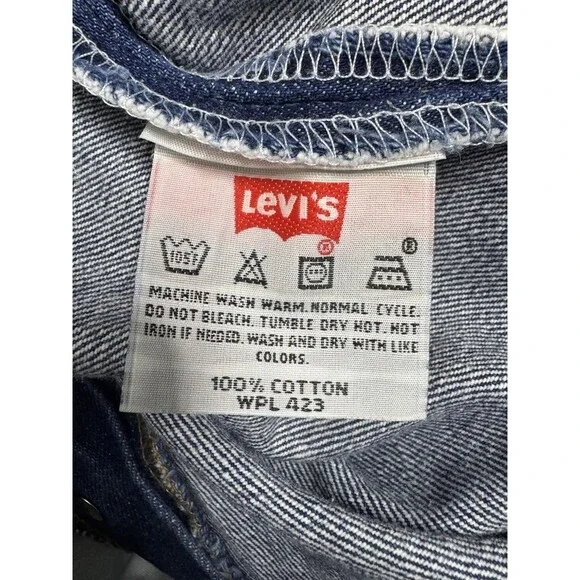 LEVI'S
®
105F
®
MACHINE WASH WARM. NORMAL CYCLE.
DO NOT BLEACH. TUMBLE DRY HOT. HOT
IRON IF NEEDED. WASH AND DRY WITH LIKE
COLORS.
100% COTTON
WPL 423